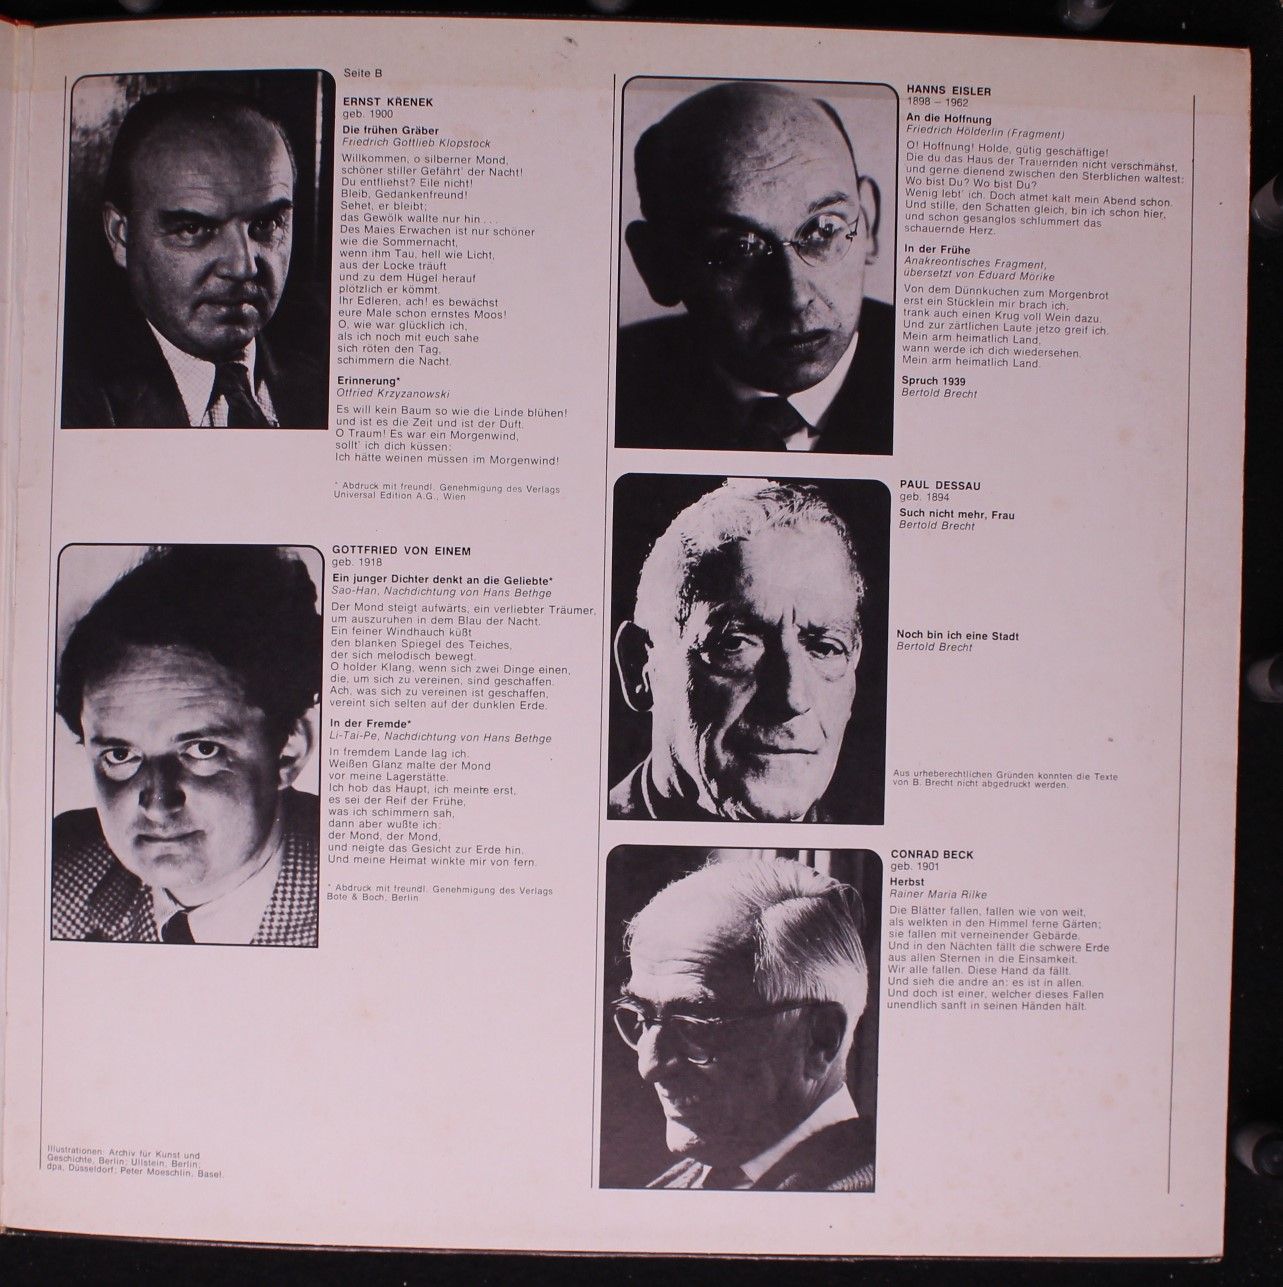 Seite B
ERNST KŘENEK
geb. 1900
Die frühen Gräber
Friedrich Gottlieb Klopstock
Willkommen, o silberner Mond,
schöner stiller Gefährt' der Nacht!
Du entfliehst? Eile nicht!
Bleib, Gedankenfreund!
Sehet, er bleibt;
das Gewölk wallte nur hin . . .
Des Maies Erwachen ist nur schöner
wie die Sommernacht,
wenn ihm Tau, hell wie Licht,
aus der Locke träuft
und zu dem Hügel herauf
plötzlich er kömmt.
Ihr Edleren, ach! es bewächst
eure Male schon ernstes Moos!
O, wie war glücklich ich,
als ich noch mit euch sahe
sich röten den Tag,
schimmern die Nacht.
Erinnerung*
Otfried Krzyzanowski
Es will kein Baum so wie die Linde blühen!
und ist es die Zeit und ist der Duft.
O Traum! Es war ein Morgenwind,
sollt' ich dich küssen:
Ich hätte weinen müssen im Morgenwind!
* Abdruck mit freundl. Genehmigung des Verlags
Universal Edition A.G., Wien
GOTTFRIED VON EINEM
geb. 1918
Ein junger Dichter denkt an die Geliebte*
Sao-Han, Nachdichtung von Hans Bethge
Der Mond steigt aufwärts, ein verliebter Träumer,
um auszuruhen in dem Blau der Nacht.
Ein feiner Windhauch küßt
den blanken Spiegel des Teiches,
der sich melodisch bewegt.
O holder Klang, wenn sich zwei Dinge einen,
die, um sich zu vereinen, sind geschaffen.
Ach, was sich zu vereinen ist geschaffen,
vereint sich selten auf der dunklen Erde.
In der Fremde*
Li-Tai-Pe, Nachdichtung von Hans Bethge
In fremdem Lande lag ich.
Weißen Glanz malte der Mond
vor meine Lagerstätte.
Ich hob das Haupt, ich meinte erst,
es sei der Reif der Frühe,
was ich schimmern sah,
dann aber wußte ich:
der Mond, der Mond,
und neigte das Gesicht zur Erde hin.
Und meine Heimat winkte mir von fern.
* Abdruck mit freundl. Genehmigung des Verlags
Bote & Boch, Berlin
Illustrationen: Archiv für Kunst und
Geschichte, Berlin; Ullstein, Berlin;
dpa, Düsseldorf; Peter Moeschlin, Basel.
HANNS EISLER
1898 – 1962
An die Hoffnung
Friedrich Hölderlin (Fragment)
O! Hoffnung! Holde, gütig geschäftige!
Die du das Haus der Trauernden nicht verschmähst,
und gerne dienend zwischen den Sterblichen waltest:
Wo bist Du? Wo bist Du?
Wenig lebt' ich. Doch atmet kalt mein Abend schon.
Und stille, den Schatten gleich, bin ich schon hier,
und schon gesanglos schlummert das
schauernde Herz.
In der Frühe
Anakreontisches Fragment,
übersetzt von Eduard Mörike
Von dem Dünnkuchen zum Morgenbrot
erst ein Stücklein mir brach ich,
trank auch einen Krug voll Wein dazu.
Und zur zärtlichen Laute jetzo greif ich.
Mein arm heimatlich Land,
wann werde ich dich wiedersehen.
Mein arm heimatlich Land.
Spruch 1939
Bertold Brecht
PAUL DESSAU
geb. 1894
Such nicht mehr, Frau
Bertold Brecht
Noch bin ich eine Stadt
Bertold Brecht
Aus urheberechtlichen Gründen konnten die Texte
von B. Brecht nicht abgedruckt werden.
CONRAD BECK
geb. 1901
Herbst
Rainer Maria Rilke
Die Blätter fallen, fallen wie von weit,
als welkten in den Himmel ferne Gärten;
sie fallen mit verneinender Gebärde.
Und in den Nächten fällt die schwere Erde
aus allen Sternen in die Einsamkeit.
Wir alle fallen. Diese Hand da fällt.
Und sieh die andre an: es ist in allen.
Und doch ist einer, welcher dieses Fallen
unendlich sanft in seinen Händen hält.